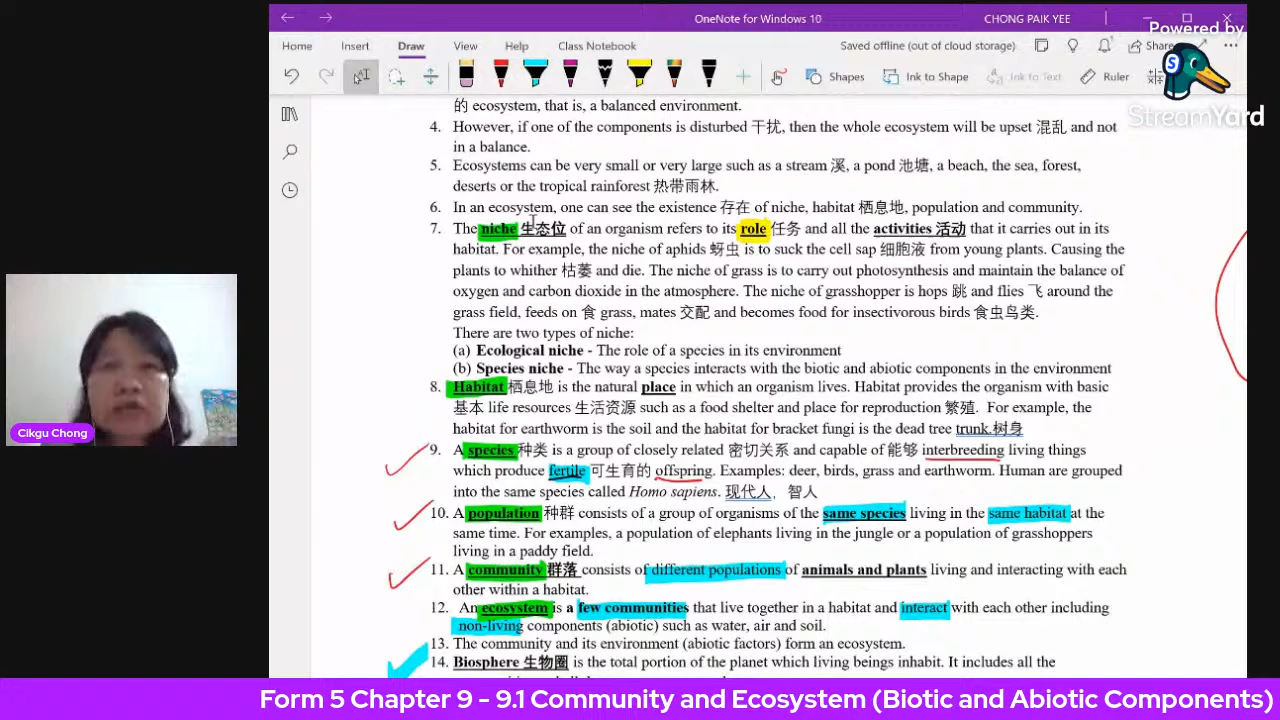 OneNote for Windows 10
CHONG PAIK YEE
Powered by
StreamYard
Home Insert Draw View Help Class Notebook
Saved offline (out of cloud storage)
Share
Shapes Ink to Shape Ink to Text Ruler
的 ecosystem, that is, a balanced environment.
4. However, if one of the components is disturbed 干扰, then the whole ecosystem will be upset 混乱 and not
in a balance.
5. Ecosystems can be very small or very large such as a stream 溪, a pond 池塘, a beach, the sea, forest,
deserts or the tropical rainforest 热带雨林.
6. In an ecosystem, one can see the existence 存在 of niche, habitat 栖息地, population and community.
7. The niche 生态位 of an organism refers to its role 任务 and all the activities 活动 that it carries out in its
habitat. For example, the niche of aphids 蚜虫 is to suck the cell sap 细胞液 from young plants. Causing the
plants to whither 枯萎 and die. The niche of grass is to carry out photosynthesis and maintain the balance of
oxygen and carbon dioxide in the atmosphere. The niche of grasshopper is hops 跳 and flies 飞 around the
grass field, feeds on 食 grass, mates 交配 and becomes food for insectivorous birds 食虫鸟类.
There are two types of niche:
(a) Ecological niche - The role of a species in its environment
(b) Species niche - The way a species interacts with the biotic and abiotic components in the environment
8. Habitat 栖息地 is the natural place in which an organism lives. Habitat provides the organism with basic
基本 life resources 生活资源 such as a food shelter and place for reproduction 繁殖. For example, the
habitat for earthworm is the soil and the habitat for bracket fungi is the dead tree trunk.树身
9. A species 种类 is a group of closely related 密切关系 and capable of 能够 interbreeding living things
which produce fertile 可生育的 offspring. Examples: deer, birds, grass and earthworm. Human are grouped
into the same species called Homo sapiens. 现代人，智人
10. A population 种群 consists of a group of organisms of the same species living in the same habitat at the
same time. For examples, a population of elephants living in the jungle or a population of grasshoppers
living in a paddy field.
11. A community 群落 consists of different populations of animals and plants living and interacting with each
other within a habitat.
12. An ecosystem is a few communities that live together in a habitat and interact with each other including
non-living components (abiotic) such as water, air and soil.
13. The community and its environment (abiotic factors) form an ecosystem.
14. Biosphere 生物圈 is the total portion of the planet which living beings inhabit. It includes all the
Cikgu Chong
Form 5 Chapter 9 - 9.1 Community and Ecosystem (Biotic and Abiotic Components)